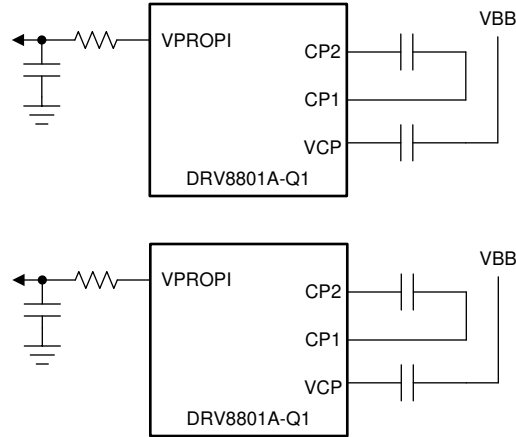 VBB
VPROPI
CP2
CP1
VCP
DRV8801A-Q1
VBB
VPROPI
CP2
CP1
VCP
DRV8801A-Q1